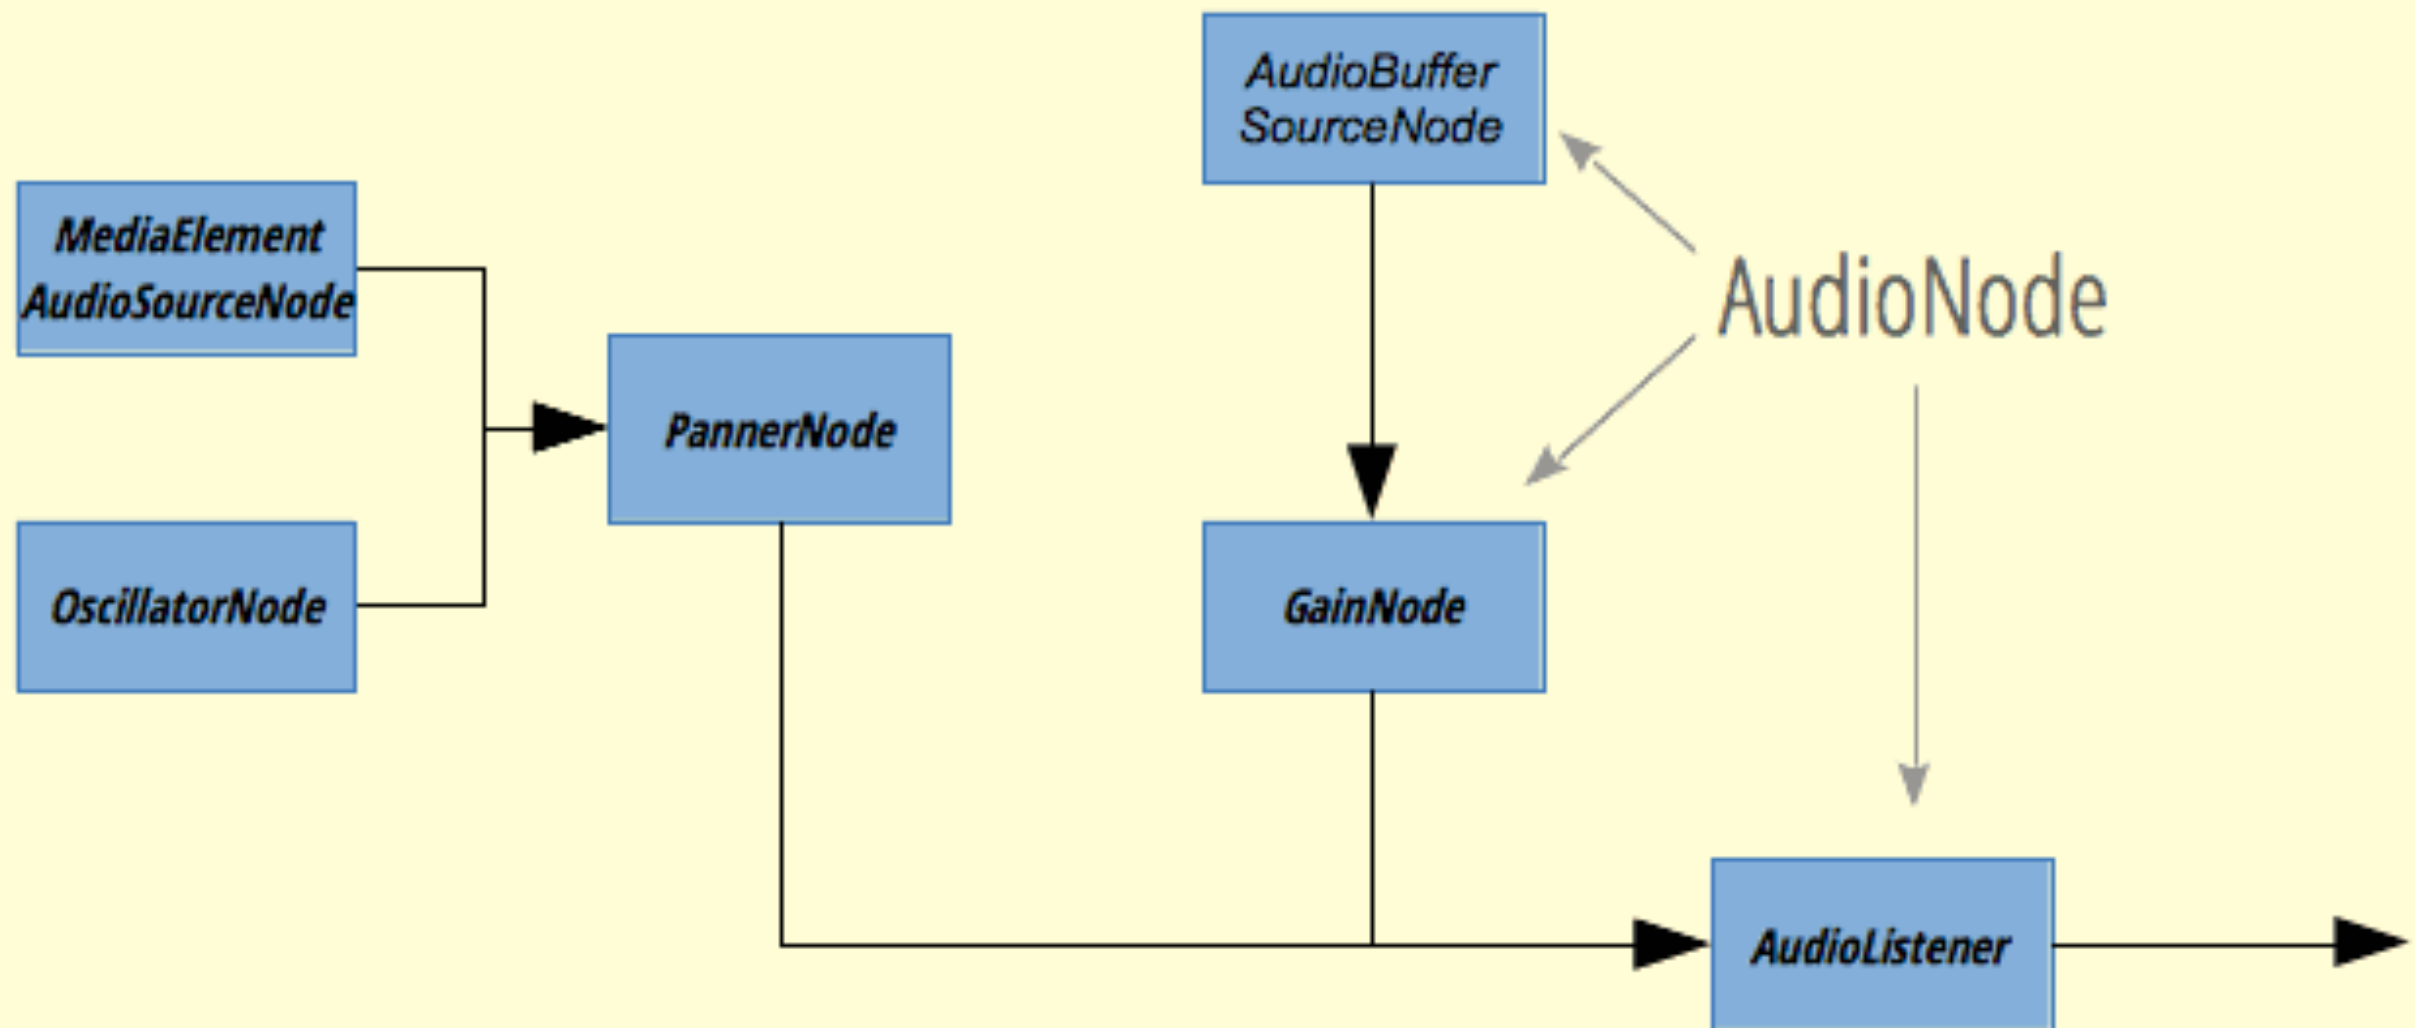 AudioBuffer
SourceNode
MediaElement
AudioSourceNode
AudioNode
PannerNode
OscillatorNode
GainNode
AudioListener